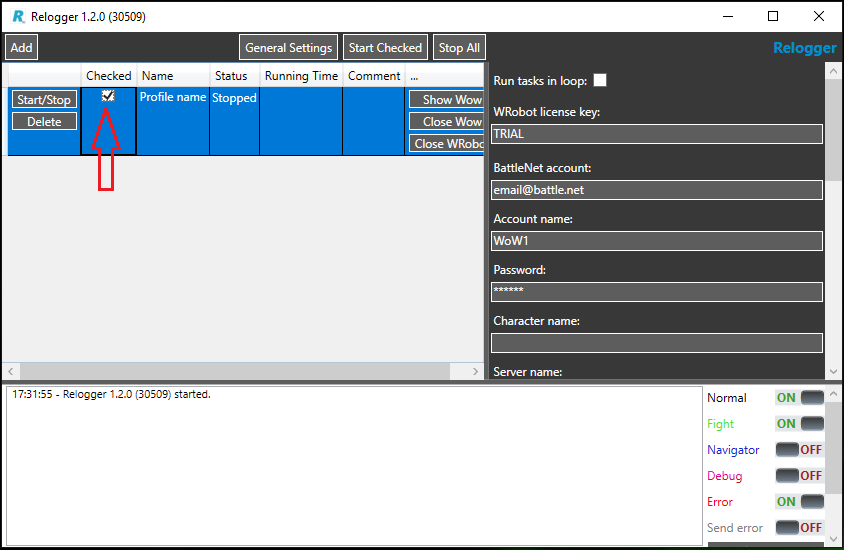 Relogger 1.2.0 (30509)
Add General Settings Start Checked Stop All Relogger
Checked Name Status Running Time Comment ...
Start/Stop Profile name Stopped Show Wow
Delete Close Wow
Close WRobo
Run tasks in loop:
WRobot license key:
TRIAL
BattleNet account:
email@battle.net
Account name:
WoW1
Password:
******
Character name:
Server name:
17:31:55 - Relogger 1.2.0 (30509) started.
Normal ON
Fight ON
Navigator OFF
Debug OFF
Error ON
Send error OFF